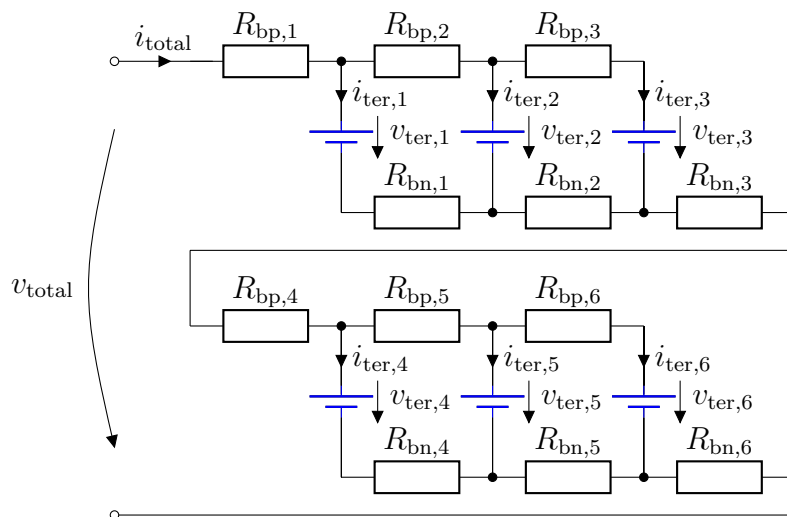 R_bp,1 R_bp,2 R_bp,3
i_total
i_ter,1 i_ter,2 i_ter,3
v_ter,1 v_ter,2 v_ter,3
R_bn,1 R_bn,2 R_bn,3
v_total
R_bp,4 R_bp,5 R_bp,6
i_ter,4 i_ter,5 i_ter,6
v_ter,4 v_ter,5 v_ter,6
R_bn,4 R_bn,5 R_bn,6